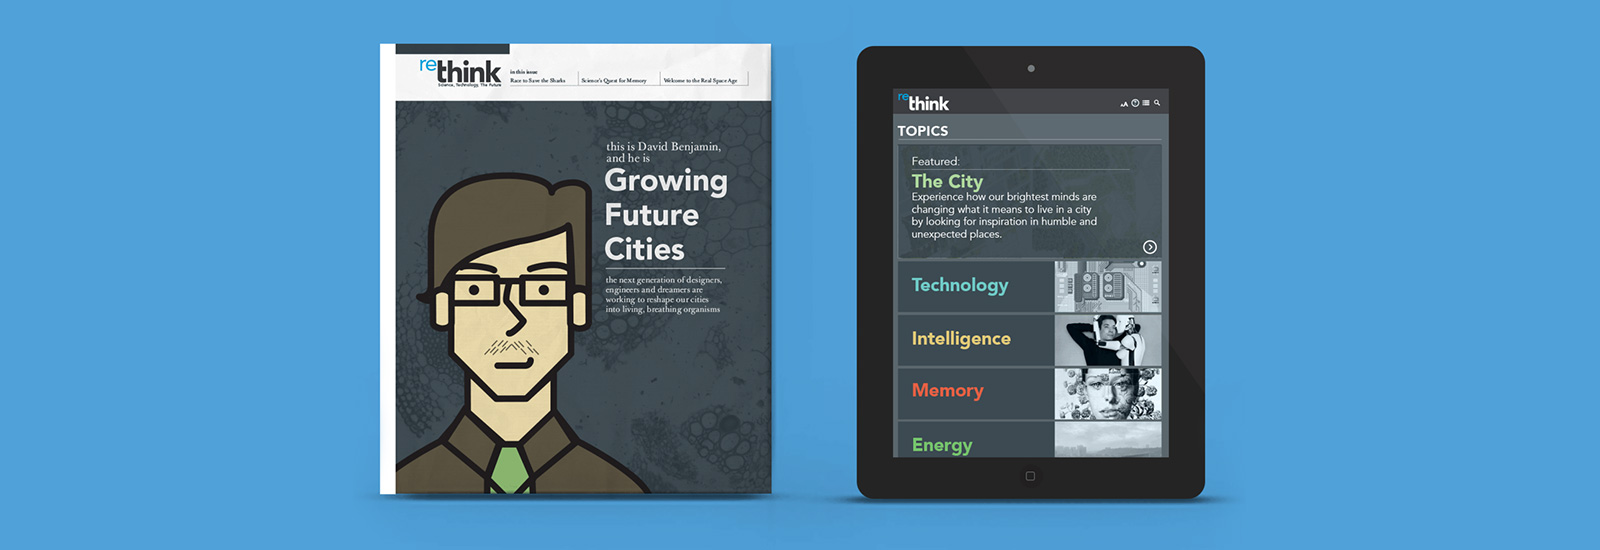 rethink
Science, Technology, The Future
in this issue
Race to Save the Sharks
Science's Quest for Memory
Welcome to the Real Space Age
this is David Benjamin,
and he is
Growing
Future
Cities
the next generation of designers,
engineers and dreamers are
working to reshape our cities
into living, breathing organisms
rethink
AA
?
TOPICS
Featured:
The City
Experience how our brightest minds are
changing what it means to live in a city
by looking for inspiration in humble and
unexpected places.
Technology
Intelligence
Memory
Energy